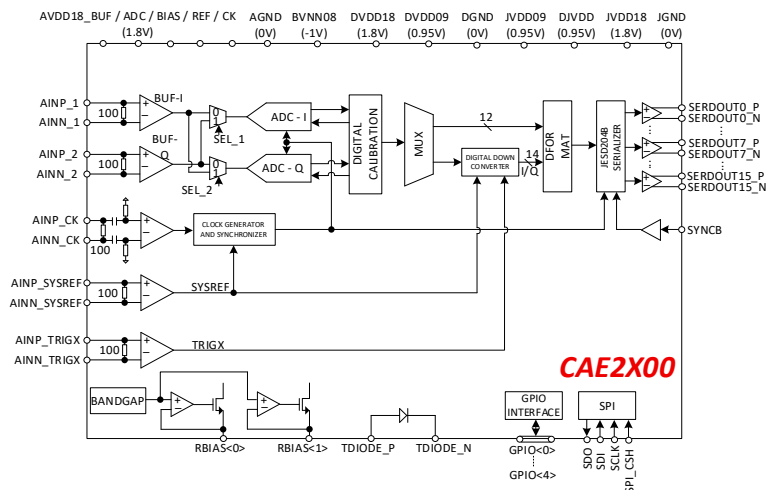 AVDD18_BUF / ADC / BIAS / REF / CK
(1.8V)
AGND
(0V)
BVNN08
(-1V)
DVDD18
(1.8V)
DVDD09
(0.95V)
DGND
(0V)
JVDD09
(0.95V)
DJVDD
(0.95V)
JVDD18
(1.8V)
JGND
(0V)
AINP_1
AINN_1
100
BUF-I
0
1
SEL_1
ADC - I
AINP_2
AINN_2
100
BUF-
Q
0
1
SEL_2
ADC - Q
DIGITAL
CALIBRATION
MUX
12
DIGITAL DOWN
CONVERTER
14
I/Q
DFOR
MAT
JESD204B
SERIALIZER
SERDOUT0_P
SERDOUT0_N
SERDOUT7_P
SERDOUT7_N
SERDOUT15_P
SERDOUT15_N
AINP_CK
AINN_CK
100
CLOCK GENERATOR
AND SYNCHRONIZER
SYNCB
AINP_SYSREF
AINN_SYSREF
100
SYSREF
AINP_TRIGX
AINN_TRIGX
100
TRIGX
CAE2X00
BANDGAP
RBIAS<0>
RBIAS<1>
TDIODE_P
TDIODE_N
GPIO
INTERFACE
GPIO<0>
GPIO<4>
SPI
SDO
SDI
SCLK
SPI_CSH